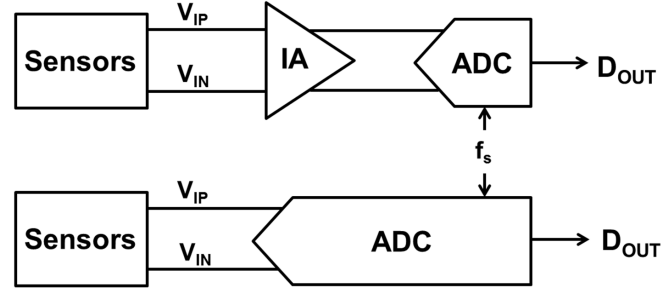 V_IP
Sensors IA ADC D_OUT
V_IN
f_s
V_IP
Sensors ADC D_OUT
V_IN